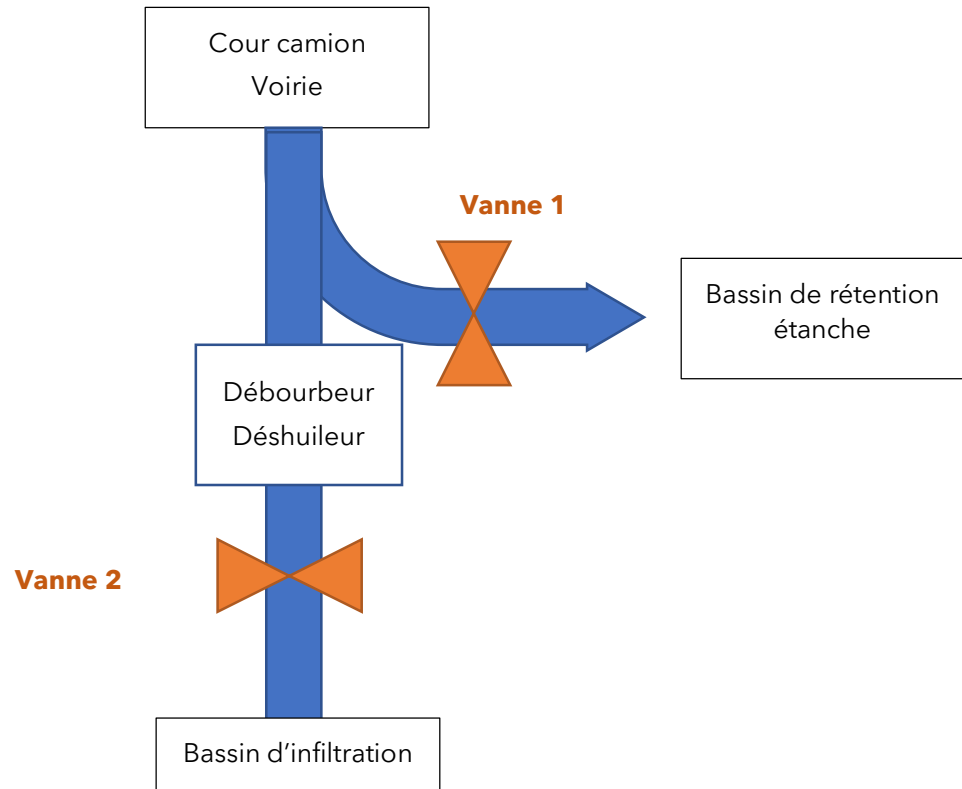 Cour camion
Voirie
Vanne 1
Bassin de rétention
étanche
Débourbeur
Déshuileur
Vanne 2
Bassin d’infiltration